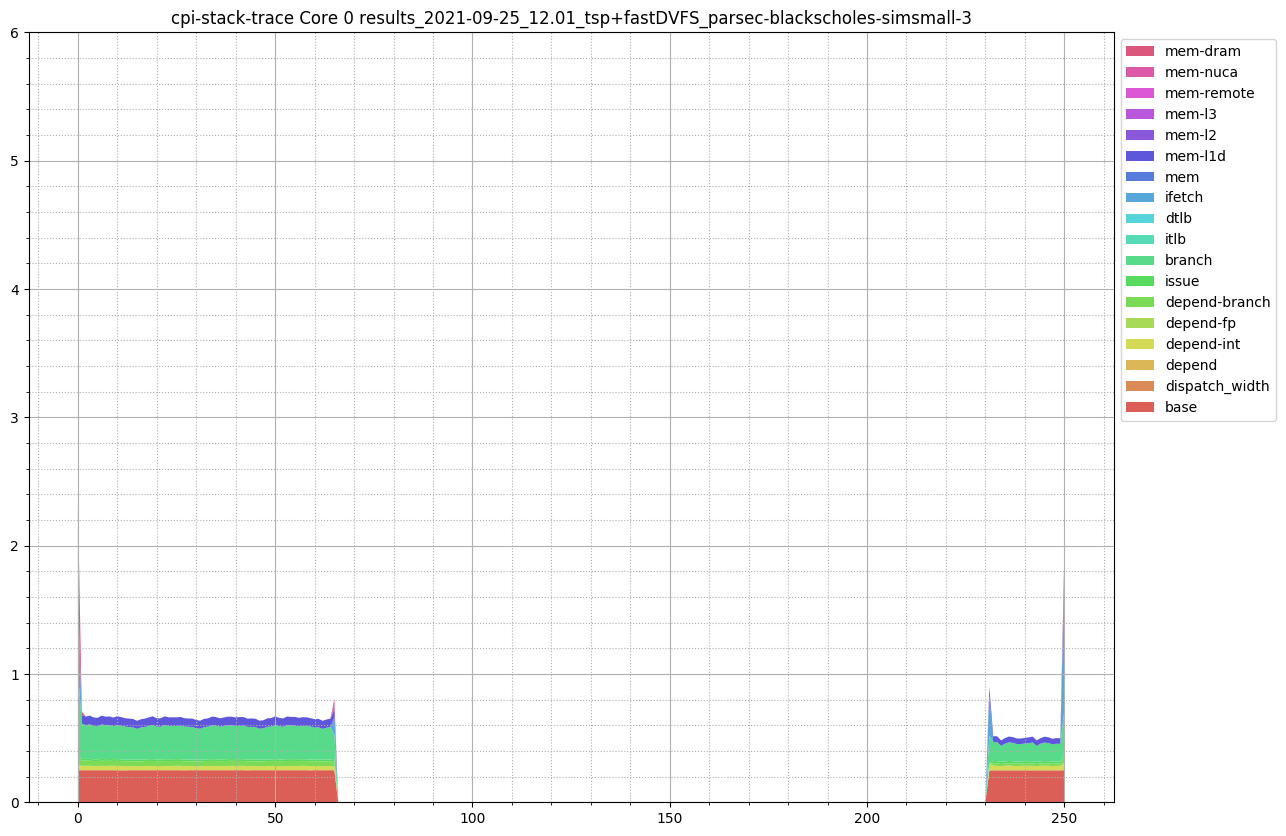 cpi-stack-trace Core 0 results_2021-09-25_12.01_tsp+fastDVFS_parsec-blackscholes-simsmall-3
6
5
4
3
2
1
0
0 50 100 150 200 250
mem-dram
mem-nuca
mem-remote
mem-l3
mem-l2
mem-l1d
mem
ifetch
dtlb
itlb
branch
issue
depend-branch
depend-fp
depend-int
depend
dispatch_width
base